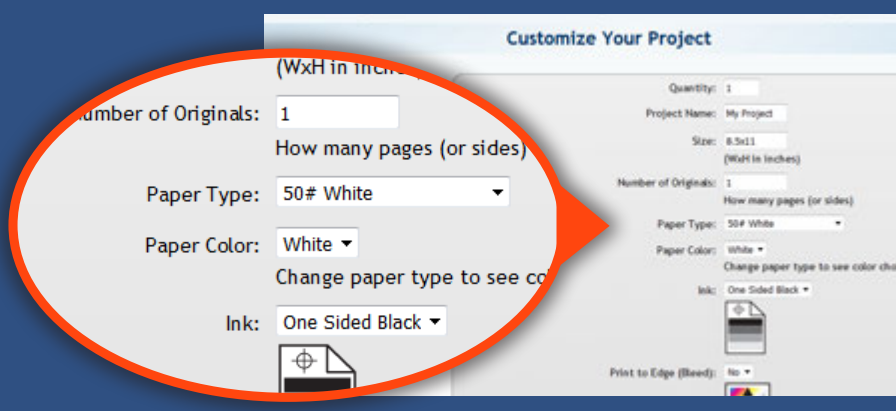 Customize Your Project
(WxH in inches)
Number of Originals: 1
How many pages (or sides)
Paper Type: 50# White
Paper Color: White
Change paper type to see
Ink: One Sided Black
Quantity: 1
Project Name: My Project
Size: 8.5x11
(WxH in inches)
Number of Originals: 1
How many pages (or sides)
Paper Type: 50# White
Paper Color: White
Change paper type to see color
Ink: One Sided Black
Print to Edge (Bleed): No